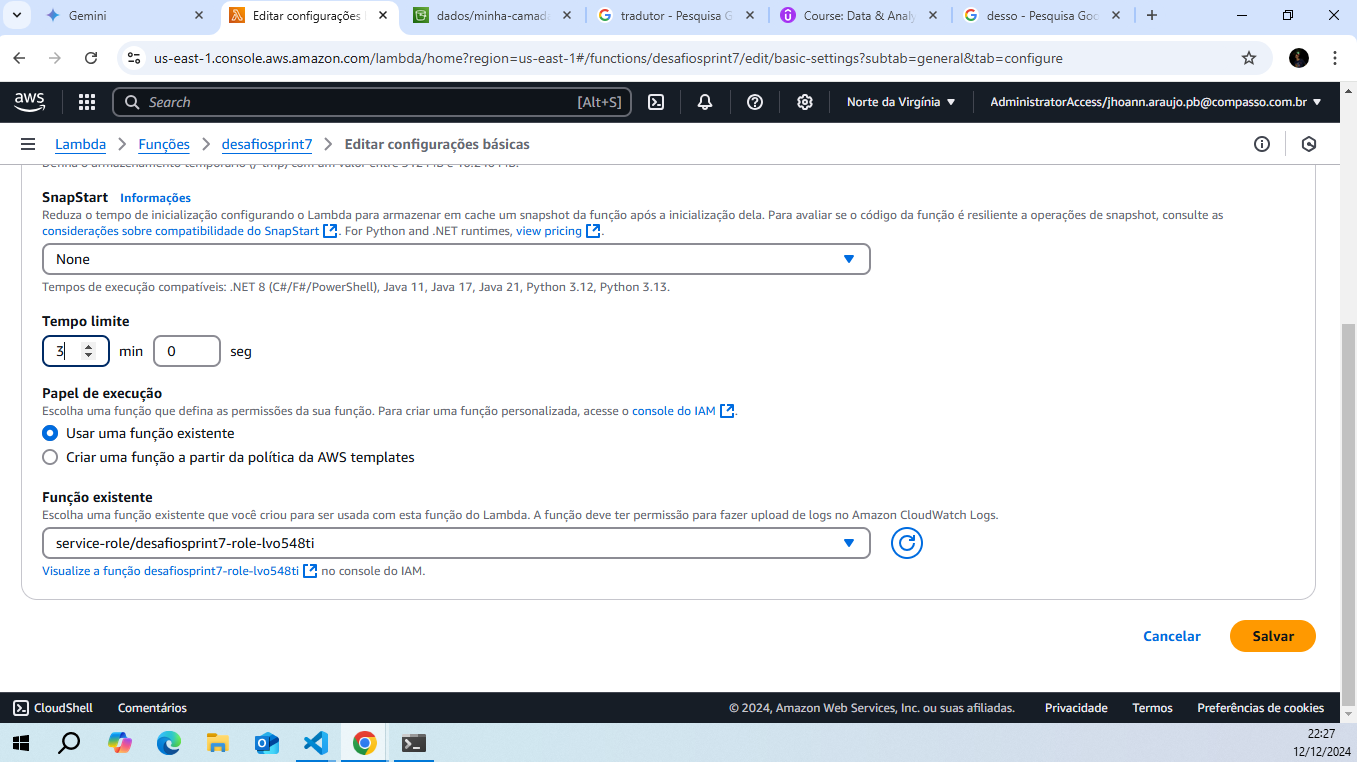 Gemini
Editar configurações
dados/minha-camad
tradutor - Pesquisa G
Course: Data & Analy
desso - Pesquisa Goo
us-east-1.console.aws.amazon.com/lambda/home?region=us-east-1#/functions/desafiosprint7/edit/basic-settings?subtab=general&tab=configure
aws
Search
[Alt+S]
Norte da Virgínia
AdministratorAccess/jhoann.araujo.pb@compasso.com.br
Lambda
Funções
desafiosprint7
Editar configurações básicas
SnapStart Informações
Reduza o tempo de inicialização configurando o Lambda para armazenar em cache um snapshot da função após a inicialização dela. Para avaliar se o código da função é resiliente a operações de snapshot, consulte as
considerações sobre compatibilidade do SnapStart. For Python and .NET runtimes, view pricing.
None
Tempos de execução compatíveis: .NET 8 (C#/F#/PowerShell), Java 11, Java 17, Java 21, Python 3.12, Python 3.13.
Tempo limite
3 min 0 seg
Papel de execução
Escolha uma função que defina as permissões da sua função. Para criar uma função personalizada, acesse o console do IAM.
Usar uma função existente
Criar uma função a partir da política da AWS templates
Função existente
Escolha uma função existente que você criou para ser usada com esta função do Lambda. A função deve ter permissão para fazer upload de logs no Amazon CloudWatch Logs.
service-role/desafiosprint7-role-lvo548ti
Visualize a função desafiosprint7-role-lvo548ti no console do IAM.
Cancelar
Salvar
CloudShell
Comentários
© 2024, Amazon Web Services, Inc. ou suas afiliadas.
Privacidade
Termos
Preferências de cookies
22:27
12/12/2024